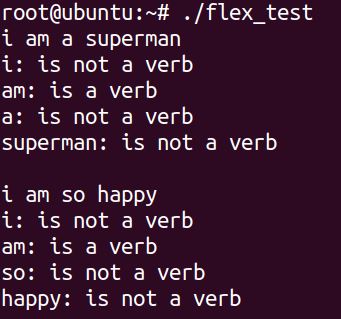 root@ubuntu:~# ./flex_test
i am a superman
i: is not a verb
am: is a verb
a: is not a verb
superman: is not a verb

i am so happy
i: is not a verb
am: is a verb
so: is not a verb
happy: is not a verb